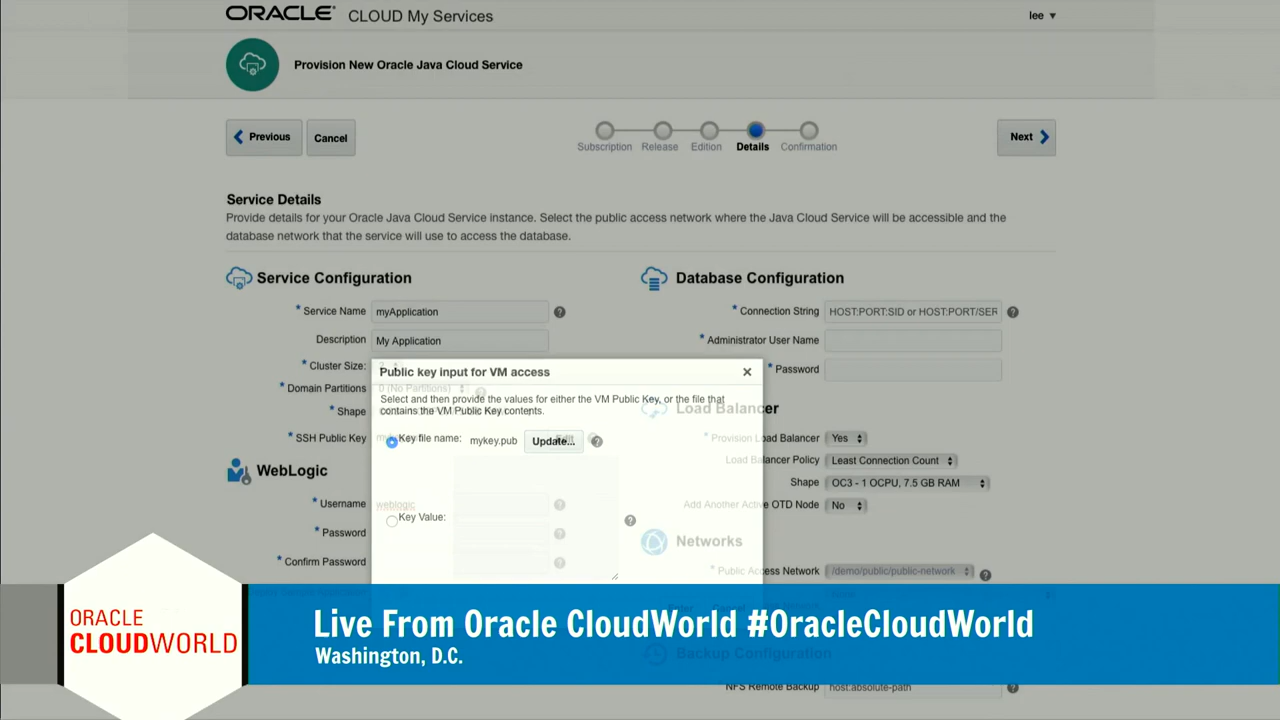 ORACLE® CLOUD My Services
lee ▼
Provision New Oracle Java Cloud Service
Previous
Cancel
Subscription
Release
Edition
Details
Confirmation
Next
Service Details
Provide details for your Oracle Java Cloud Service instance. Select the public access network where the Java Cloud Service will be accessible and the
database network that the service will use to access the database.
Service Configuration
* Service Name myApplication ?
Description My Application
* Cluster Size:
* Domain Partitions 0 (No Partitions) ?
* Shape
* SSH Public Key
WebLogic
* Username weblogic ?
* Password ?
* Confirm Password ?
Public key input for VM access ×
Select and then provide the values for either the VM Public Key, or the file that
contains the VM Public Key contents.
Key file name: mykey.pub Update... ?
Key Value: ?
Database Configuration
* Connection String HOST:PORT:SID or HOST:PORT/SER ?
* Administrator User Name
* Password
Load Balancer
* Provision Load Balancer Yes
Load Balancer Policy Least Connection Count
Shape OC3 - 1 OCPU, 7.5 GB RAM
Add Another Active OTD Node No
Networks
* Public Access Network /demo/public/public-network ?
Backup Configuration
NFS Remote Backup host:absolute-path ?
ORACLE
CLOUDWORLD
Live From Oracle CloudWorld #OracleCloudWorld
Washington, D.C.